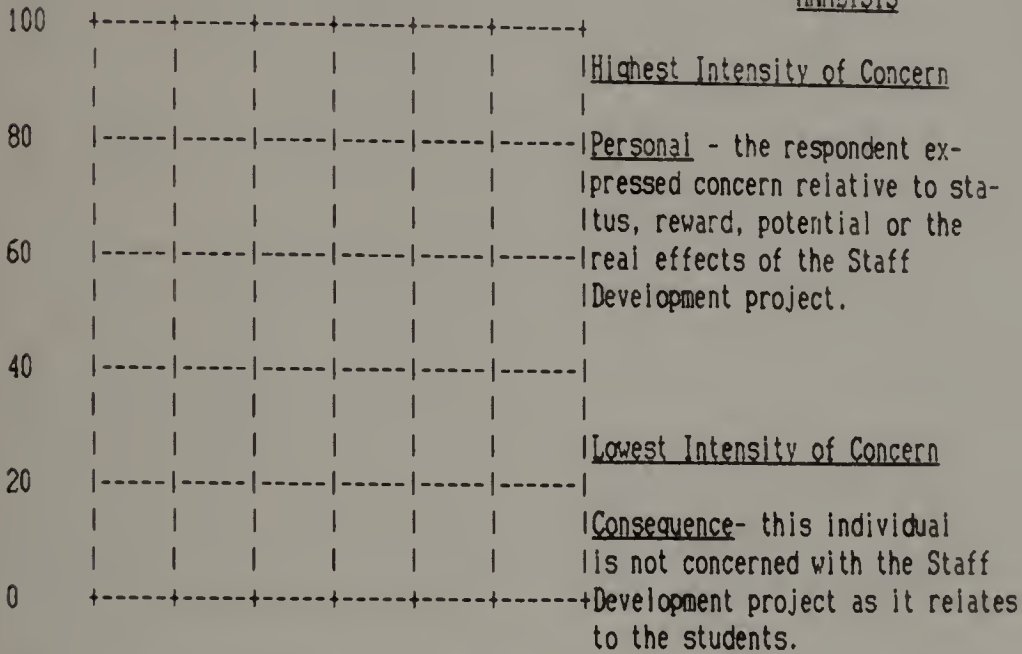 ANALYSIS
100
Highest Intensity of Concern
80
Personal - the respondent ex-
pressed concern relative to sta-
tus, reward, potential or the
60
real effects of the Staff
Development project.
40
Lowest Intensity of Concern
20
Consequence- this individual
is not concerned with the Staff
0
Development project as it relates
to the students.